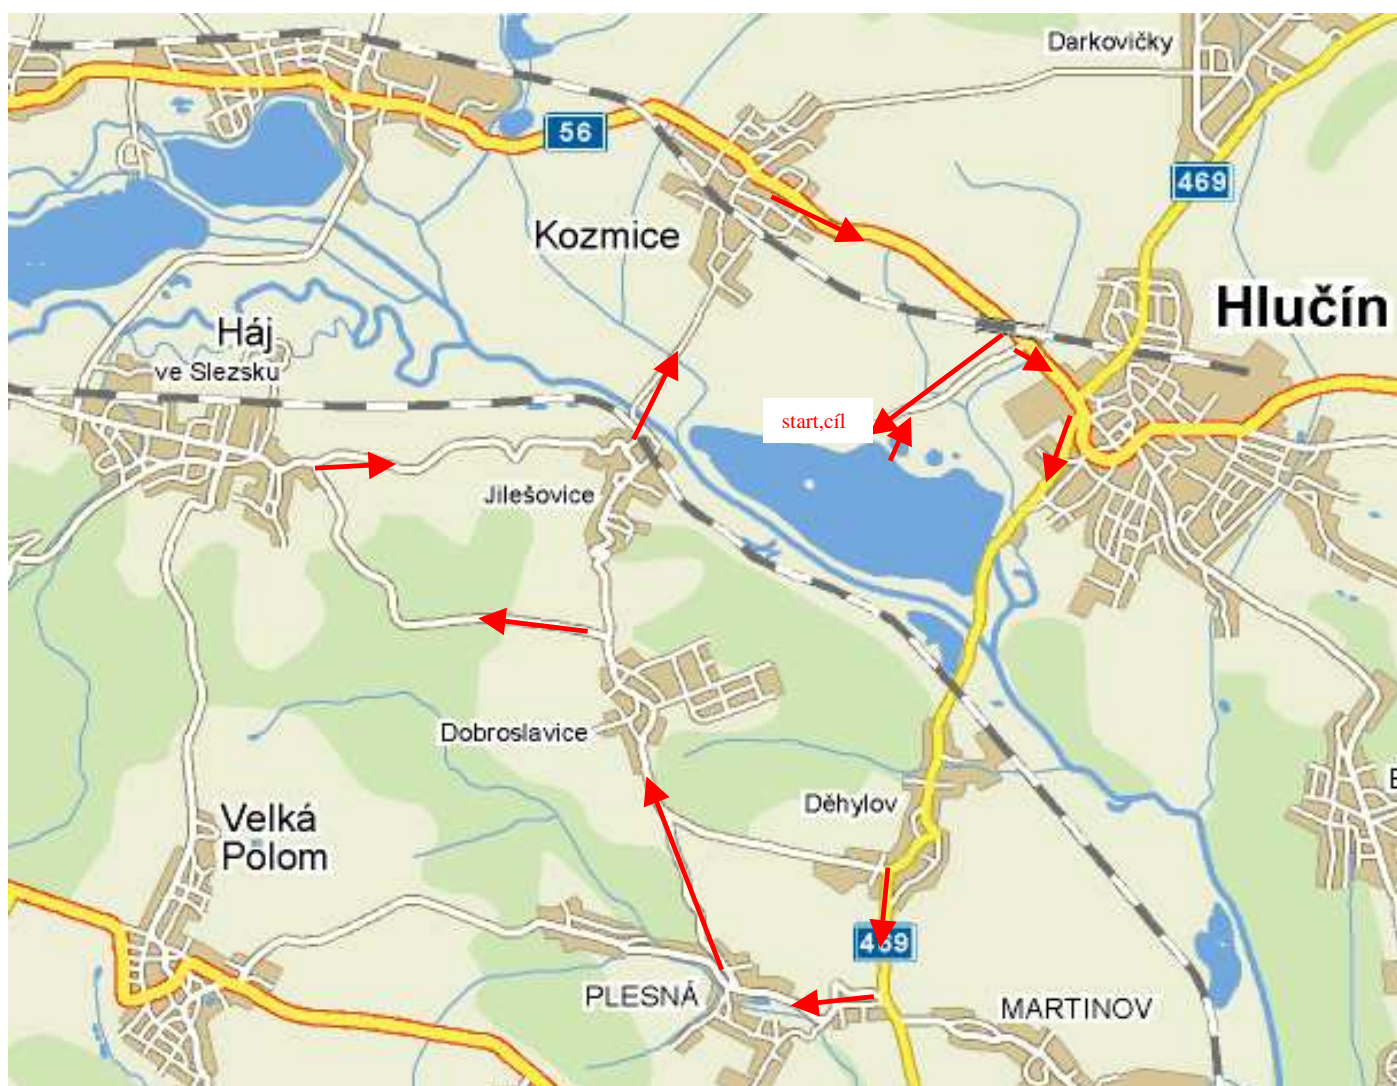 Darkovičky
56
469
Kozmice
Hlučín
Háj
ve Slezsku
start,cíl
Jilešovice
Dobroslavice
Děhylov
Velká
Polom
469
PLESNÁ
MARTINOV